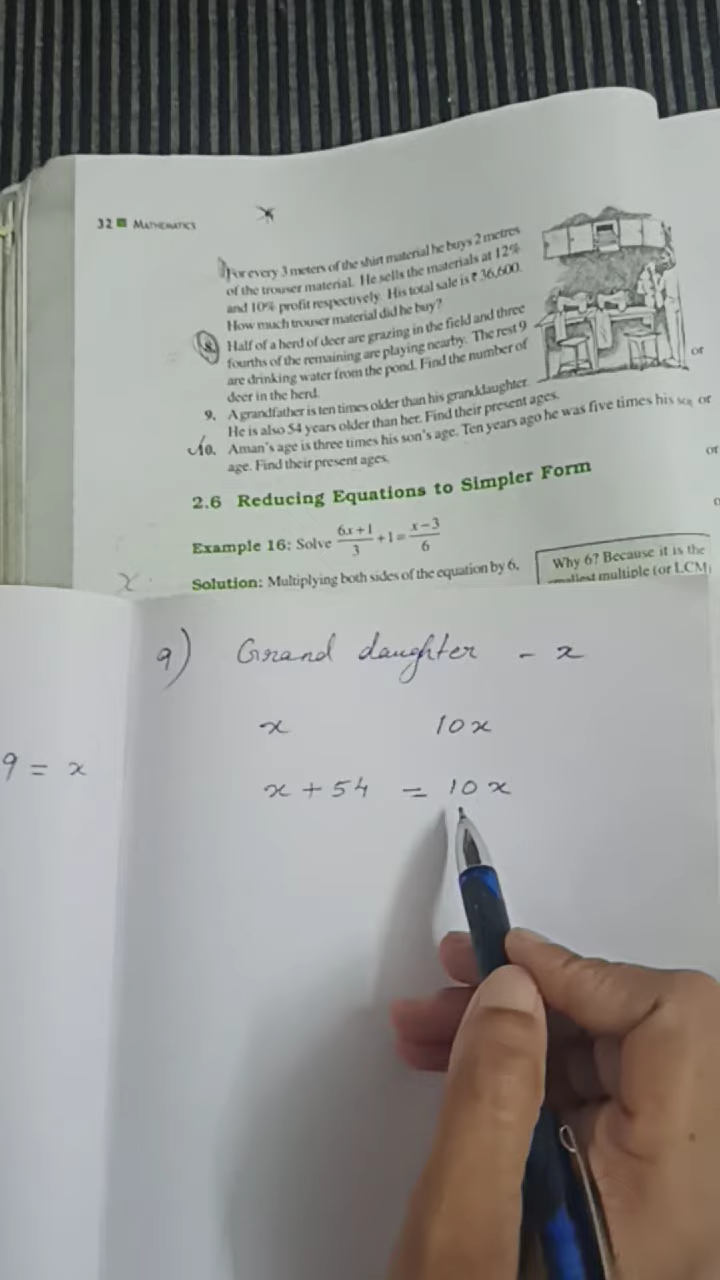 32 MATHEMATICS
For every 3 meters of the shirt material he buys 2 metres
of the trouser material. He sells the materials at 12%
and 10% profit respectively. His total sale is ₹ 36,600.
How much trouser material did he buy?
8. Half of a herd of deer are grazing in the field and three
fourths of the remaining are playing nearby. The rest 9
are drinking water from the pond. Find the number of
deer in the herd.
9. A grandfather is ten times older than his granddaughter.
He is also 54 years older than her. Find their present ages.
10. Aman's age is three times his son's age. Ten years ago he was five times his son's
age. Find their present ages.
or
or
or
2.6 Reducing Equations to Simpler Form
Example 16: Solve 6x+1/3 + 1 = x-3/6
Solution: Multiplying both sides of the equation by 6,
Why 6? Because it is the
smallest multiple (or LCM)
x
9) Grand daughter - x
x 10x
9 = x
x + 54 = 10x